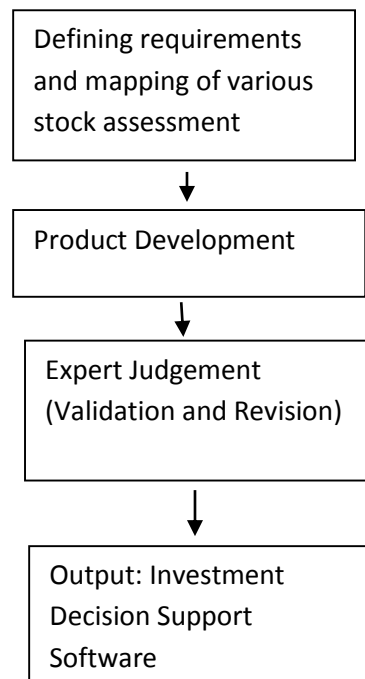 Defining requirements
and mapping of various
stock assessment
Product Development
Expert Judgement
(Validation and Revision)
Output: Investment
Decision Support
Software